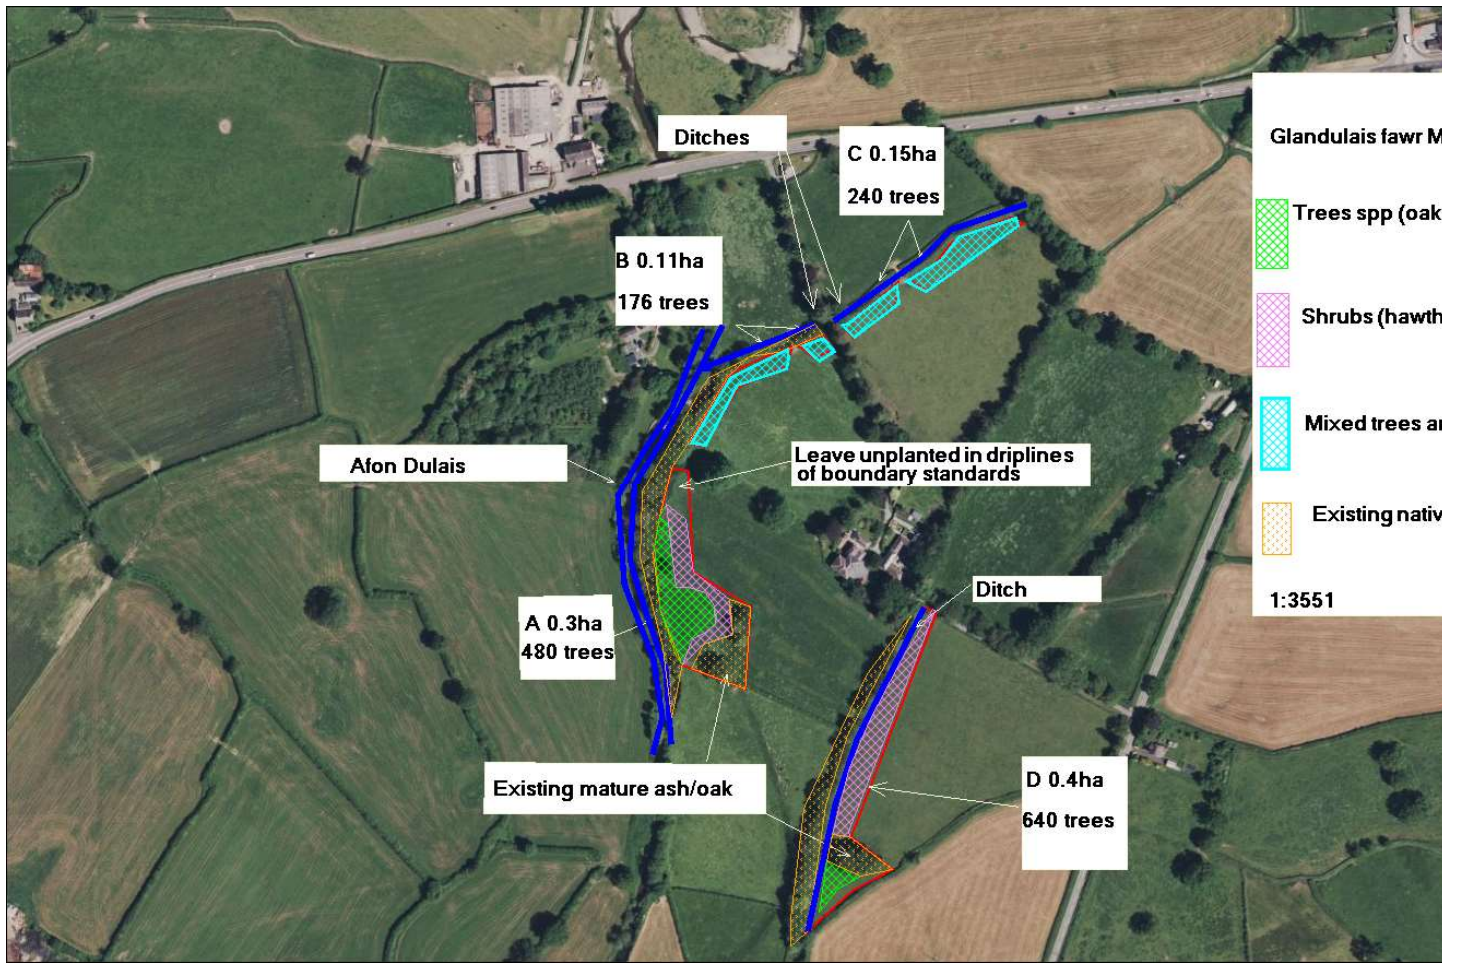 Ditches
C 0.15ha
240 trees
B 0.11ha
176 trees
Afon Dulais
Leave unplanted in driplines
of boundary standards
A 0.3ha
480 trees
Ditch
Existing mature ash/oak
D 0.4ha
640 trees
Glandulais fawr M
Trees spp (oak
Shrubs (hawth
Mixed trees ar
Existing nativ
1:3551